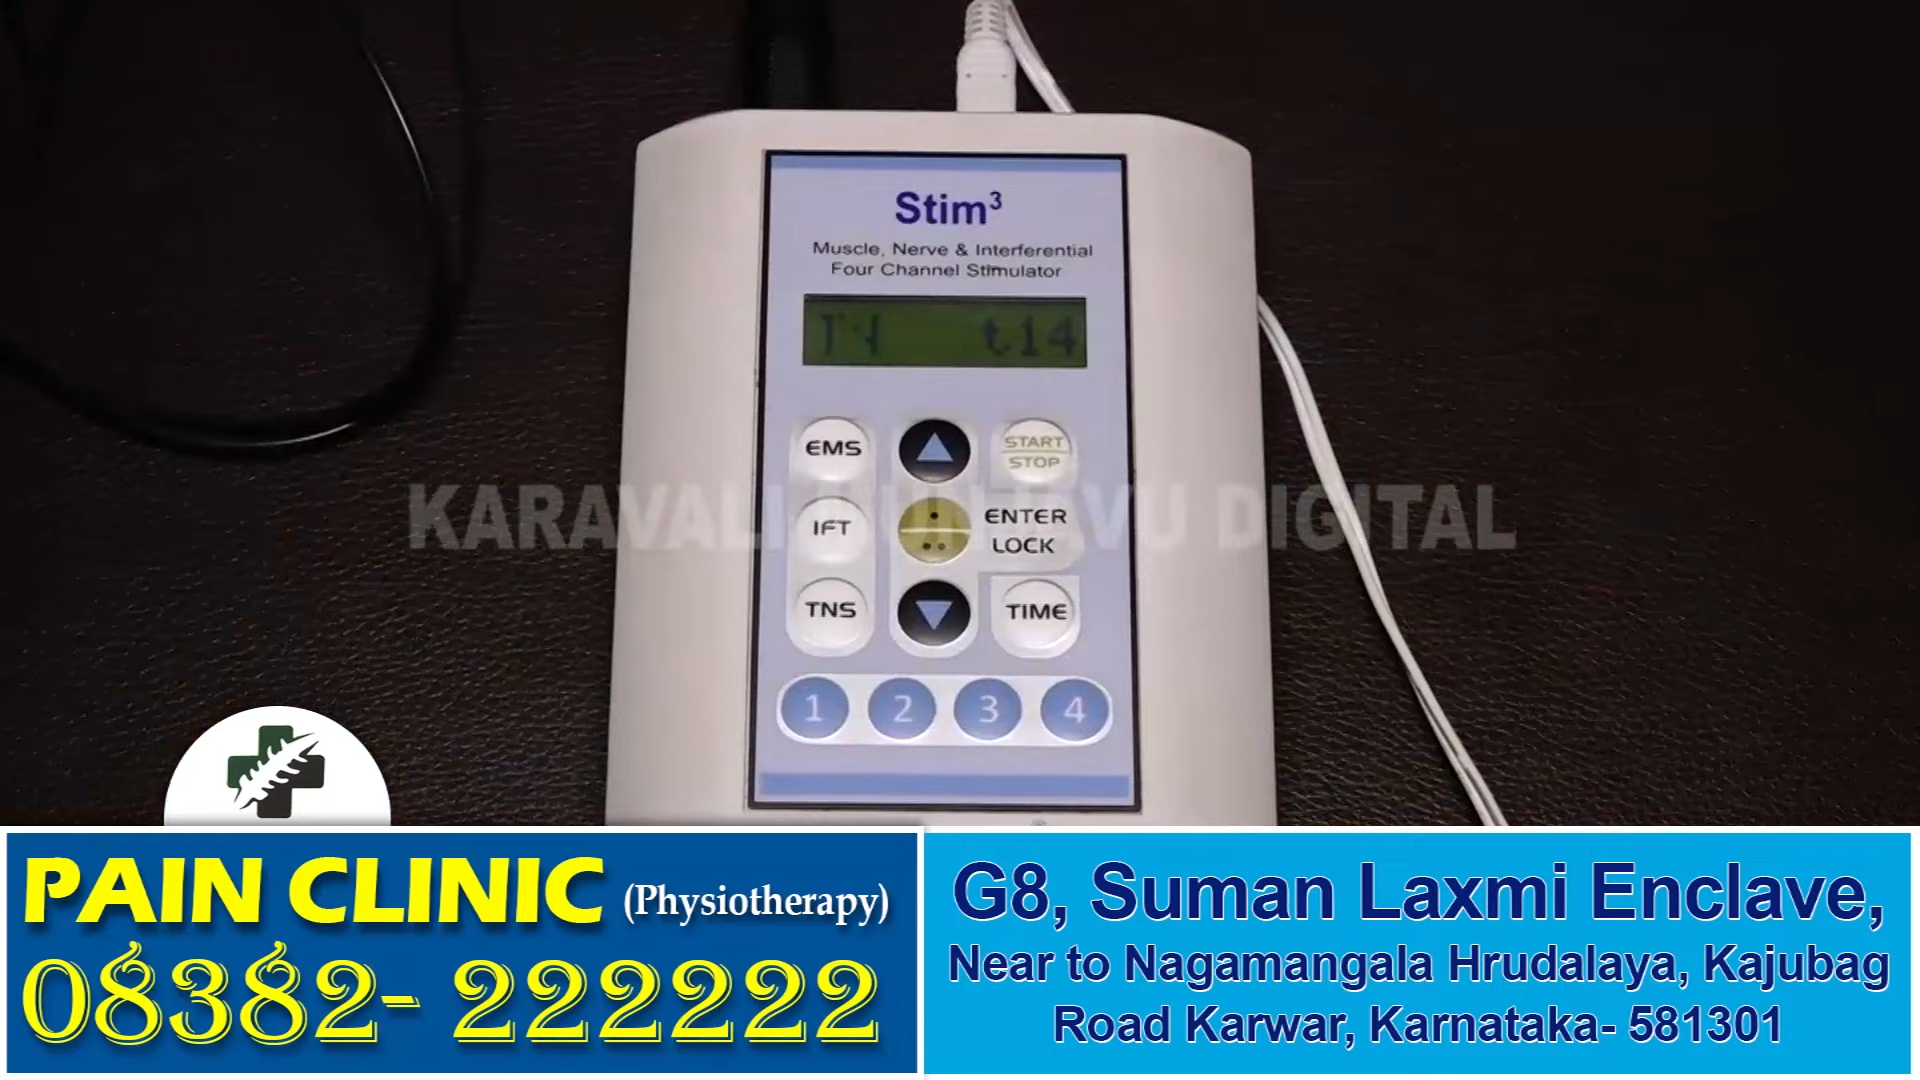 Stim³
Muscle, Nerve & Interferential
Four Channel Stimulator
t14
EMS
START
STOP
IFT
ENTER
LOCK
TNS
TIME
1 2 3 4
KARAVALI DIGITAL
PAIN CLINIC (Physiotherapy)
08382- 222222
G8, Suman Laxmi Enclave,
Near to Nagamangala Hrudalaya, Kajubag
Road Karwar, Karnataka- 581301